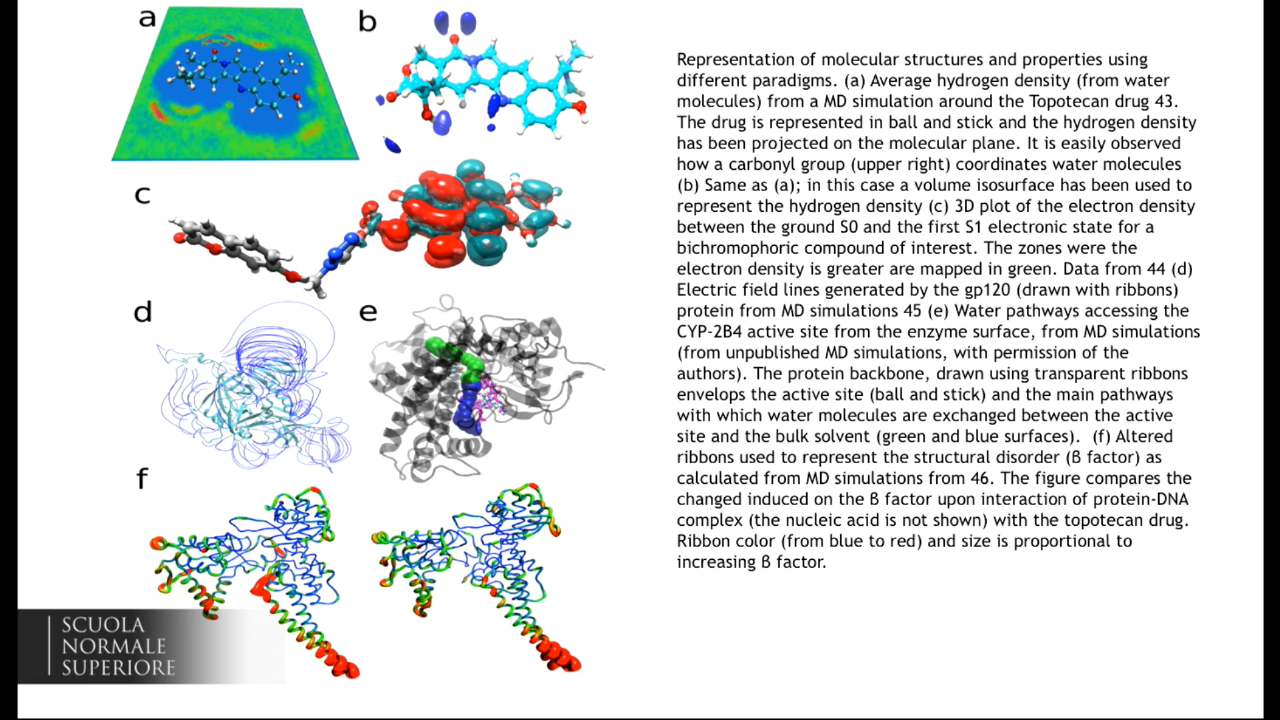 a
b
c
d
e
f
SCUOLA
NORMALE
SUPERIORE
Representation of molecular structures and properties using
different paradigms. (a) Average hydrogen density (from water
molecules) from a MD simulation around the Topotecan drug 43.
The drug is represented in ball and stick and the hydrogen density
has been projected on the molecular plane. It is easily observed
how a carbonyl group (upper right) coordinates water molecules
(b) Same as (a); in this case a volume isosurface has been used to
represent the hydrogen density (c) 3D plot of the electron density
between the ground S0 and the first S1 electronic state for a
bichromophoric compound of interest. The zones were the
electron density is greater are mapped in green. Data from 44 (d)
Electric field lines generated by the gp120 (drawn with ribbons)
protein from MD simulations 45 (e) Water pathways accessing the
CYP-2B4 active site from the enzyme surface, from MD simulations
(from unpublished MD simulations, with permission of the
authors). The protein backbone, drawn using transparent ribbons
envelops the active site (ball and stick) and the main pathways
with which water molecules are exchanged between the active
site and the bulk solvent (green and blue surfaces).  (f) Altered
ribbons used to represent the structural disorder (ß factor) as
calculated from MD simulations from 46. The figure compares the
changed induced on the ß factor upon interaction of protein-DNA
complex (the nucleic acid is not shown) with the topotecan drug.
Ribbon color (from blue to red) and size is proportional to
increasing ß factor.